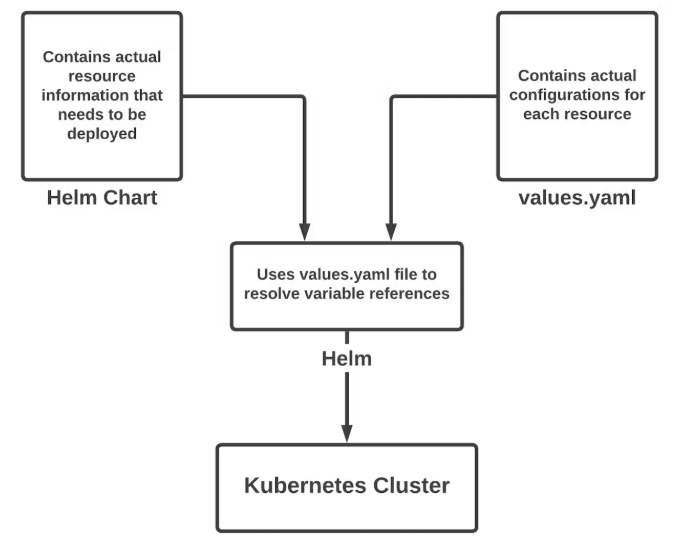 Contains actual
resource
information that
needs to be
deployed
Helm Chart
Contains actual
configurations for
each resource
values.yaml
Uses values.yaml file to
resolve variable references
Helm
Kubernetes Cluster